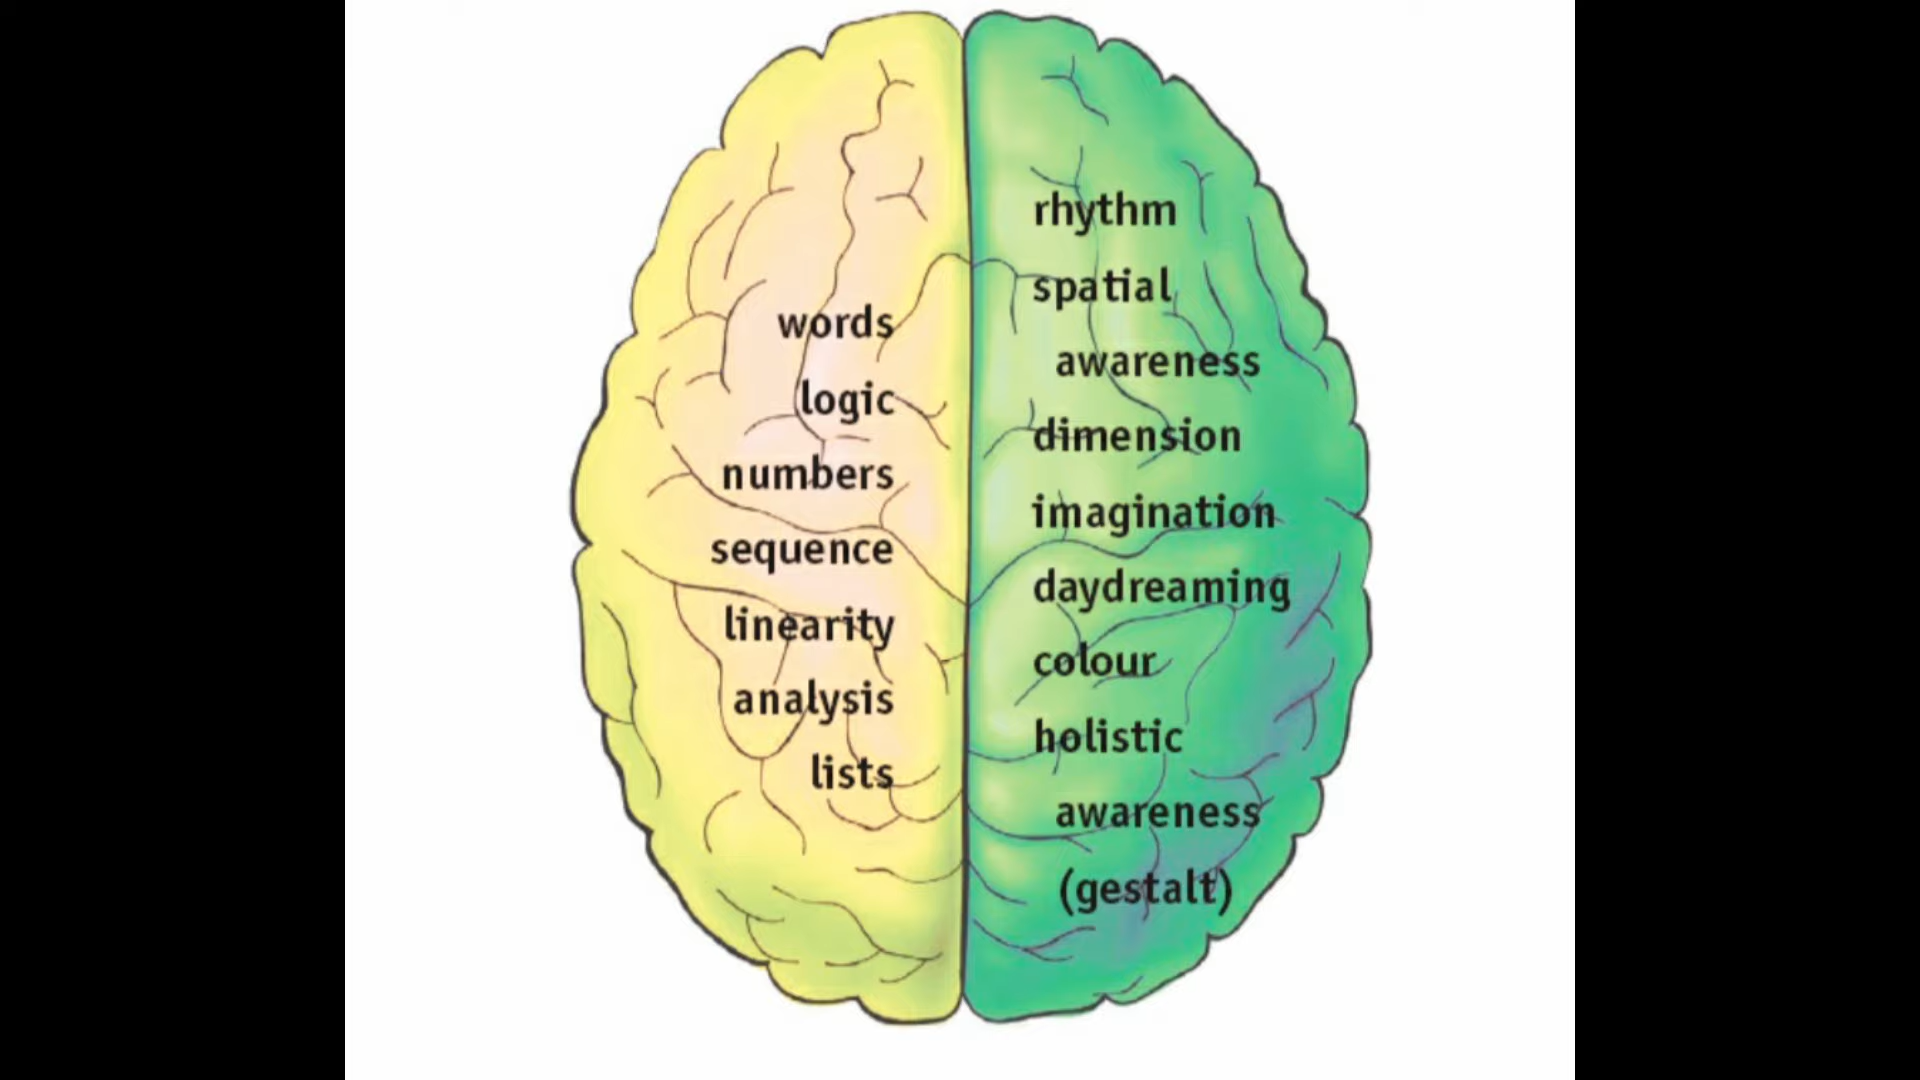 words
logic
numbers
sequence
linearity
analysis
lists
rhythm
spatial
awareness
dimension
imagination
daydreaming
colour
holistic
awareness
(gestalt)